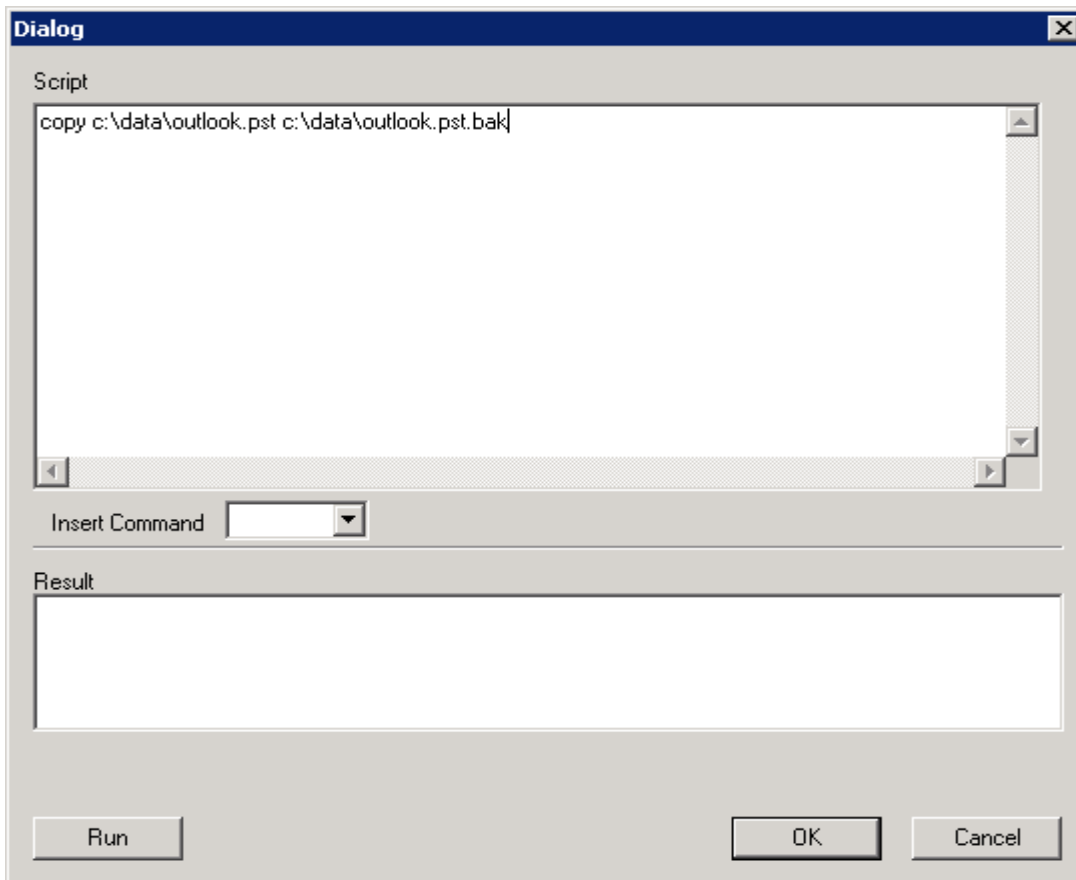 Dialog
Script
copy c:\data\outlook.pst c:\data\outlook.pst.bak
Insert Command
Result
Run
OK
Cancel